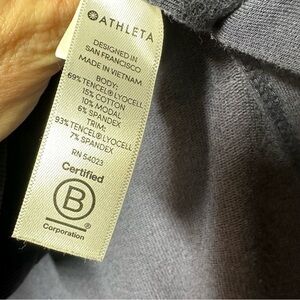 ATHLETA
DESIGNED IN
SAN FRANCISCO
MADE IN VIETNAM
BODY:
69% TENCEL® LYOCELL
15% COTTON
10% MODAL
6% SPANDEX
TRIM:
93% TENCEL® LYOCELL
7% SPANDEX
RN 54023
Certified
B
®
Corporation